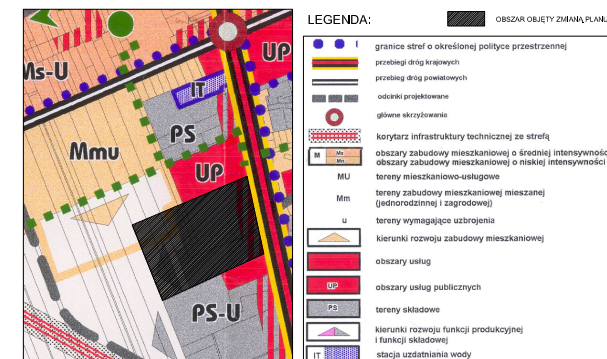 LEGENDA:
OBSZAR OBJĘTY ZMIANĄ PLANU
granice stref o określonej polityce przestrzennej
przebiegi dróg krajowych
przebieg dróg powiatowych
odcinki projektowane
główne skrzyżowania
korytarz infrastruktury technicznej ze strefą
M Ms Mn
obszary zabudowy mieszkaniowej o średniej intensywnoś
obszary zabudowy mieszkaniowej o niskiej intensywności
MU tereny mieszkaniowo-usługowe
Mm tereny zabudowy mieszkaniowej mieszanej
(jednorodzinnej i zagrodowej)
u tereny wymagające uzbrojenia
kierunki rozwoju zabudowy mieszkaniowej
obszary usług
UP obszary usług publicznych
PS tereny składowe
kierunki rozwoju funkcji produkcyjnej
i funkcji składowej
IT stacja uzdatniania wody
UP
Ms-U
IT
PS
Mmu
UP
PS-U